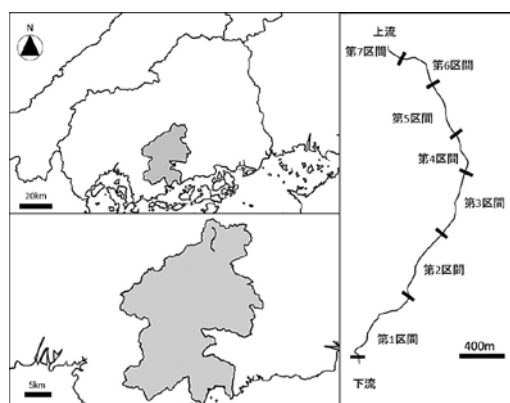 N
20km
5km
上流
第7区間
第6区間
第5区間
第4区間
第3区間
第2区間
第1区間
400m
下流